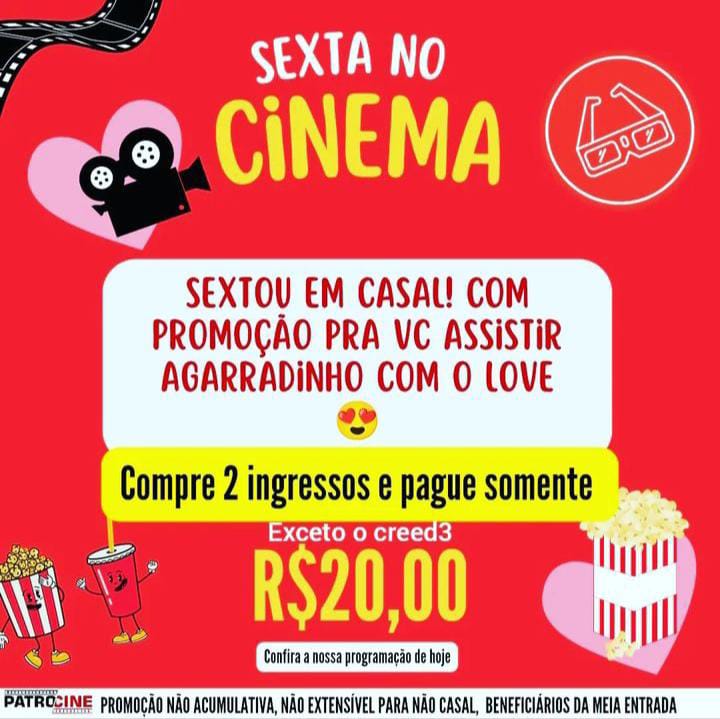 SEXTA NO
CiNEMA
SEXTOU EM CASAL! COM
PROMOÇÃO PRA VC ASSiSTiR
AGARRADiNHO COM O LOVE
Compre 2 ingressos e pague somente
Exceto o creed3
R$20,00
Confira a nossa programação de hoje
PATROCINE PROMOÇÃO NÃO ACUMULATIVA, NÃO EXTENSÍVEL PARA NÃO CASAL, BENEFICIÁRIOS DA MEIA ENTRADA